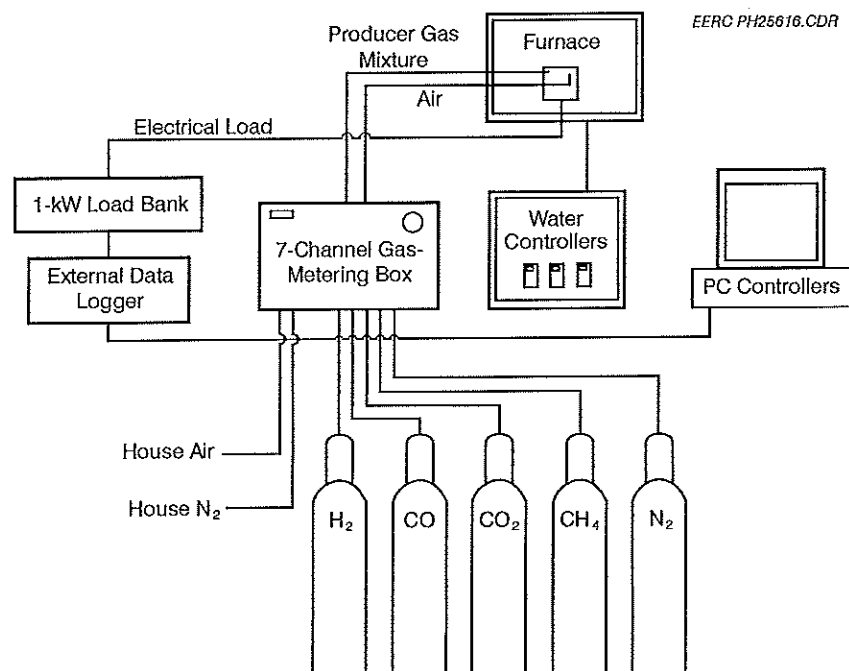 EERC PH25616.CDR
Producer Gas
Mixture
Furnace
Air
Electrical Load
1-kW Load Bank
7-Channel Gas-
Metering Box
Water
Controllers
External Data
Logger
PC Controllers
House Air
House N₂
H₂
CO
CO₂
CH₄
N₂